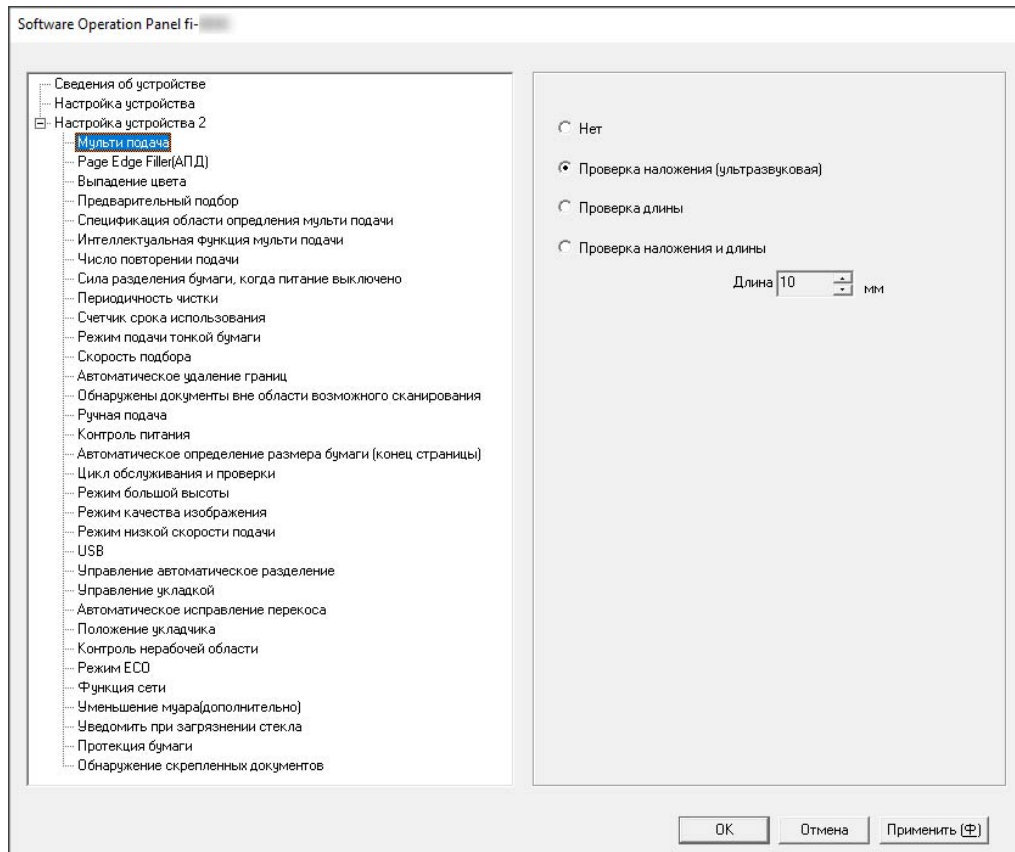 Software Operation Panel fi-
Сведения об устройстве
Настройка устройства
Настройка устройства 2
Мульти подача
Page Edge Filler(АПД)
Выпадение цвета
Предварительный подбор
Спецификация области опредления мульти подачи
Интеллектуальная функция мульти подачи
Число повторении подачи
Сила разделения бумаги, когда питание выключено
Периодичность чистки
Счетчик срока использования
Режим подачи тонкой бумаги
Скорость подбора
Автоматическое удаление границ
Обнаружены документы вне области возможного сканирования
Ручная подача
Контроль питания
Автоматическое определение размера бумаги (конец страницы)
Цикл обслуживания и проверки
Режим большой высоты
Режим качества изображения
Режим низкой скорости подачи
USB
Управление автоматическое разделение
Управление укладкой
Автоматическое исправление перекоса
Положение укладчика
Контроль нерабочей области
Режим ECO
Функция сети
Уменьшение муара(дополнительно)
Уведомить при загрязнении стекла
Протекция бумаги
Обнаружение скрепленных документов
Нет
Проверка наложения (ультразвуковая)
Проверка длины
Проверка наложения и длины
Длина 10 мм
OK Отмена Применить (Ф)